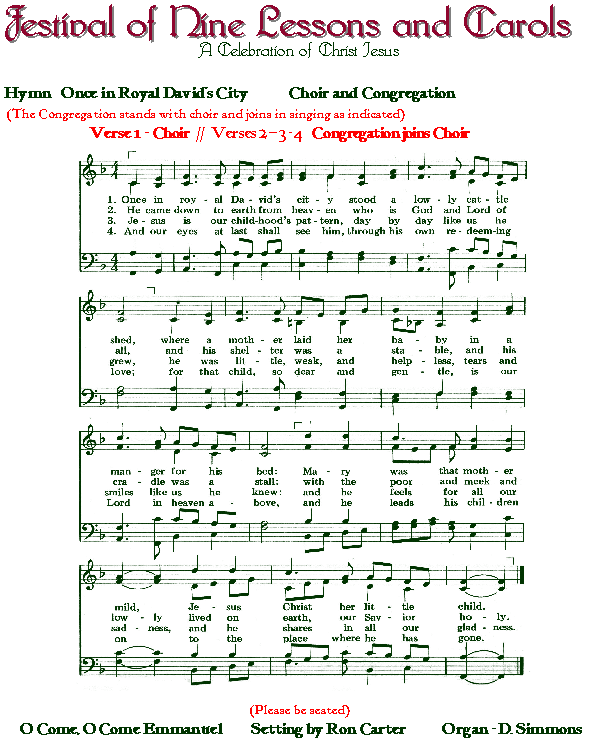 Festival of Nine Lessons and Carols
A Celebration of Christ Jesus
Hymn Once in Royal David's City Choir and Congregation
(The Congregation stands with choir and joins in singing as indicated)
Verse 1 - Choir // Verses 2 – 3 - 4 Congregation joins Choir
1. Once in roy - al Da - vid's cit - y stood a low - ly cat - tle
2. He came down to earth from heav - en who is God and Lord of
3. Je - sus is our child-hood's pat - tern, day by day like us he
4. And our eyes at last shall see him, through his own re - deem - ing
shed, where a moth - er laid her ba - by in a
all, and his shel - ter was a sta - ble, and his
grew, he was lit - tle, weak, and help - less, tears and
love; for that child, so dear and gen - tle, is our
man - ger for his bed: Ma - ry was that moth - er
cra - dle was a stall: with the poor and meek and
smiles like us he knew: and he feels for all our
Lord in heaven a - bove, and he leads his chil - dren
mild, Je - sus Christ her lit - tle child.
low - ly lived on earth, our Sav - ior ho - ly.
sad - ness, and he shares in all our glad - ness.
on to the place where he has gone.
(Please be seated)
O Come, O Come Emmanuel Setting by Ron Carter Organ - D. Simmons